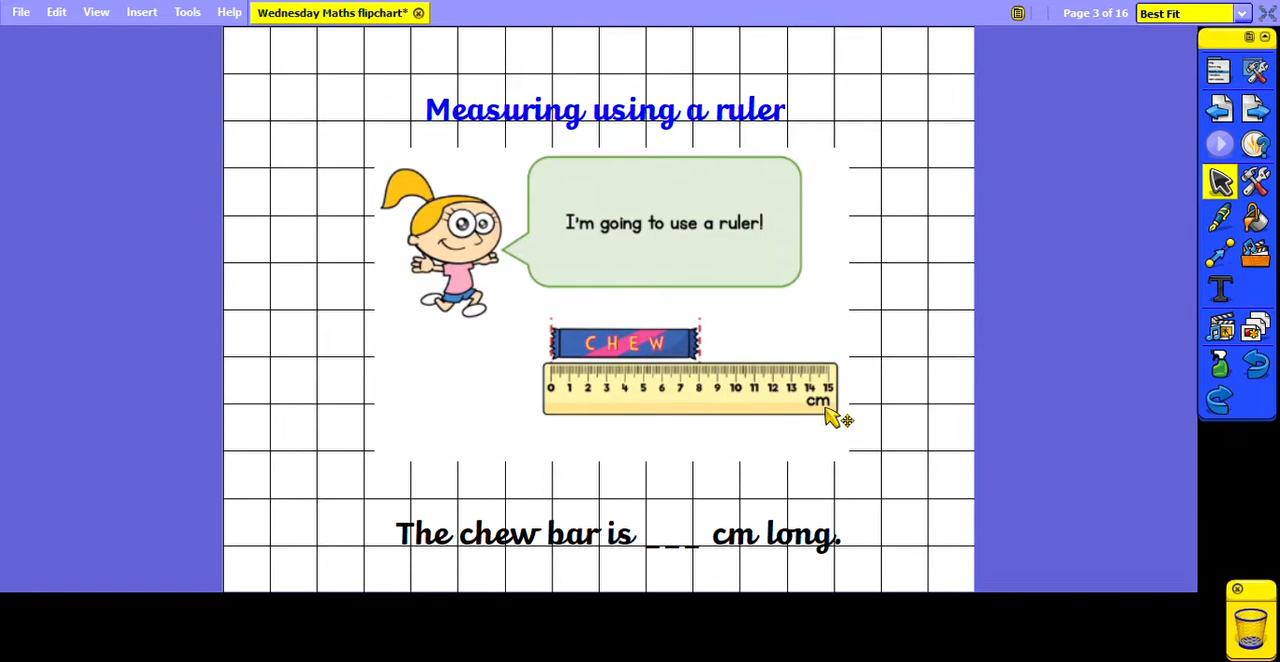 File Edit View Insert Tools Help Wednesday Maths flipchart* Page 3 of 16 Best Fit
Measuring using a ruler
I'm going to use a ruler!
CHEW
0 1 2 3 4 5 6 7 8 9 10 11 12 13 14 15
cm
The chew bar is _ _ _ cm long.
T